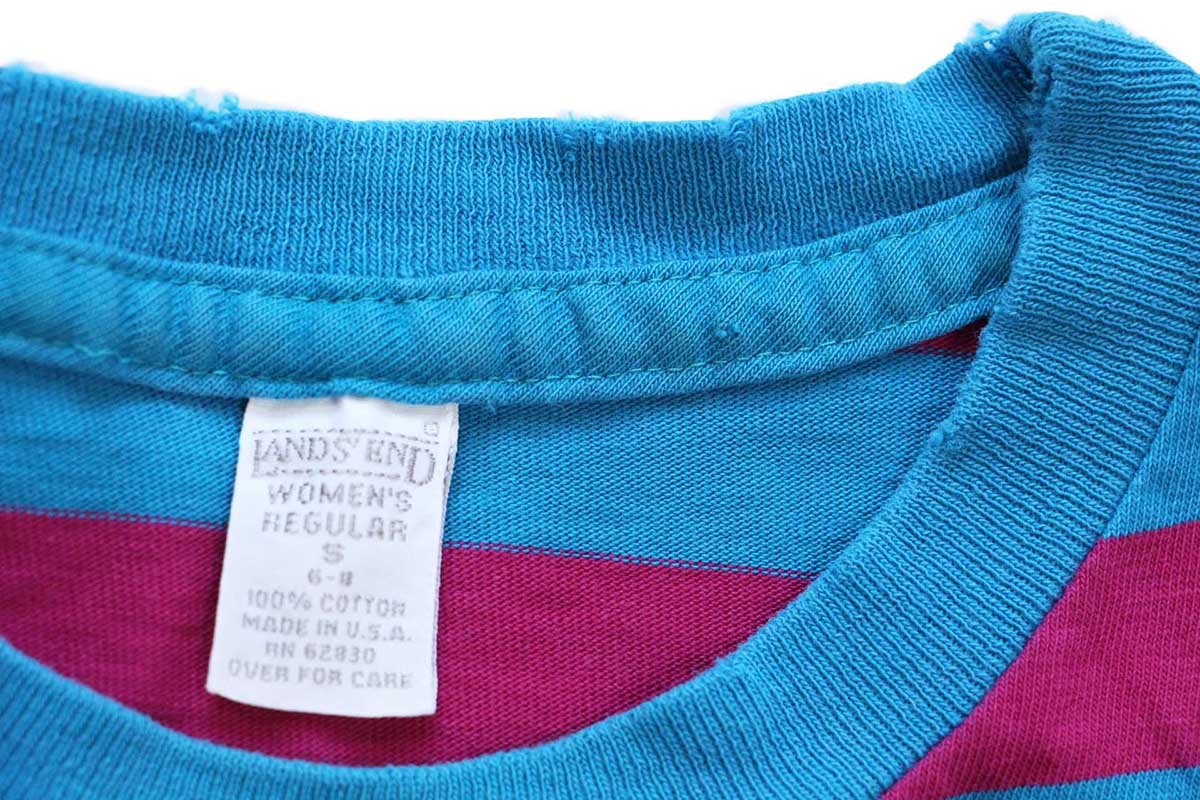 LANDS' END
WOMEN'S
REGULAR
S
6-8
100% COTTON
MADE IN U.S.A.
RN 62830
OVER FOR CARE